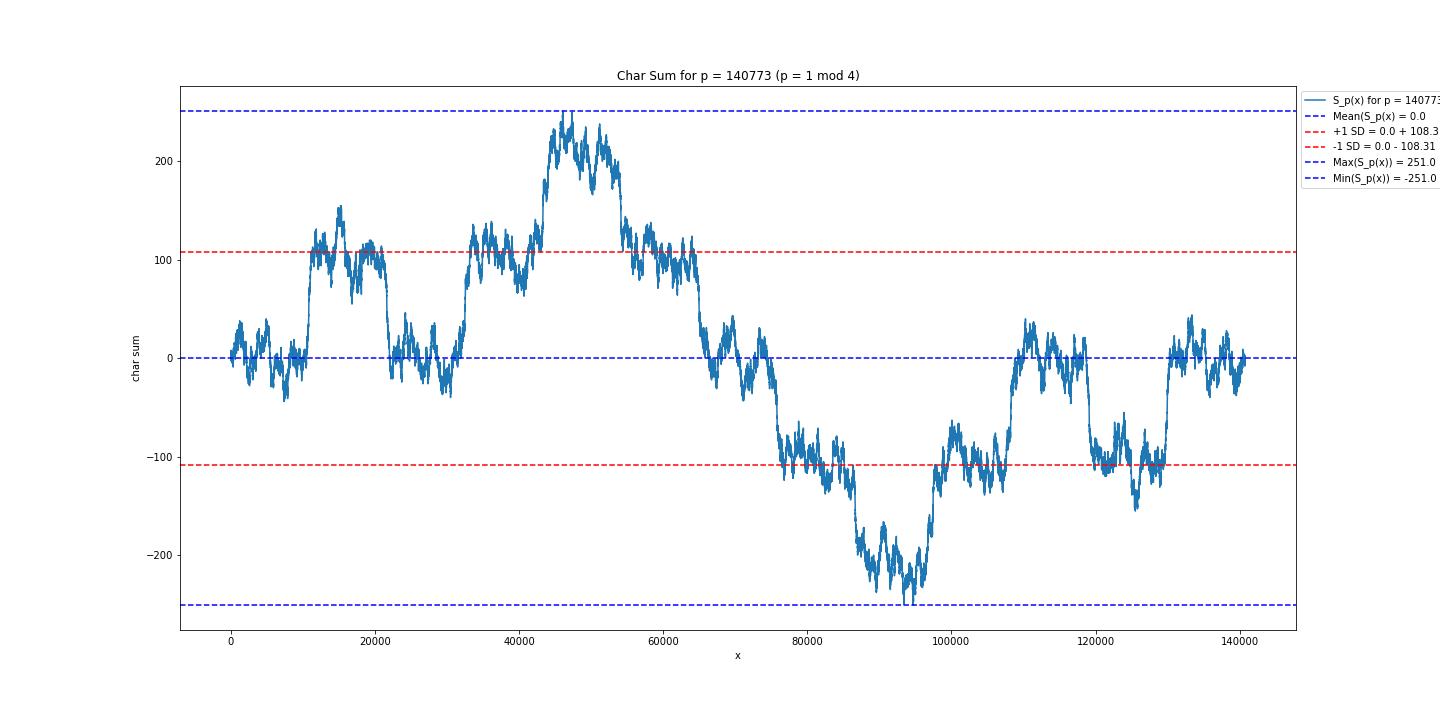 Char Sum for p = 140773 (p = 1 mod 4)
S_p(x) for p = 140773
Mean(S_p(x) = 0.0
+1 SD = 0.0 + 108.3
-1 SD = 0.0 - 108.31
Max(S_p(x)) = 251.0
Min(S_p(x)) = -251.0
200
100
0
−100
−200
char sum
0 20000 40000 60000 80000 100000 120000 140000
x